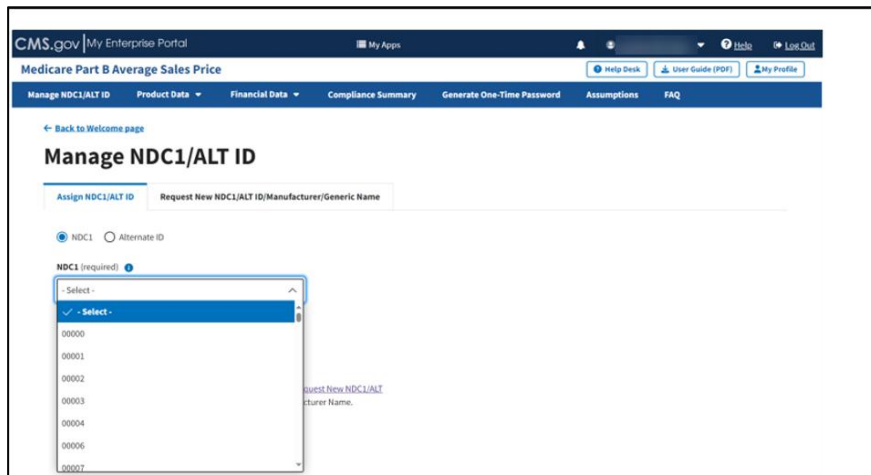 CMS.gov My Enterprise Portal My Apps Help Log Out
Medicare Part B Average Sales Price Help Desk User Guide (PDF) My Profile
Manage NDC1/ALT ID Product Data Financial Data Compliance Summary Generate One-Time Password Assumptions FAQ
Back to Welcome page
Manage NDC1/ALT ID
Assign NDC1/ALT ID Request New NDC1/ALT ID/Manufacturer/Generic Name
NDC1 Alternate ID
NDC1 (required)
- Select -
- Select -
00000
00001
00002
quest New NDC1/ALT
00003
cturer Name.
00004
00006
00007